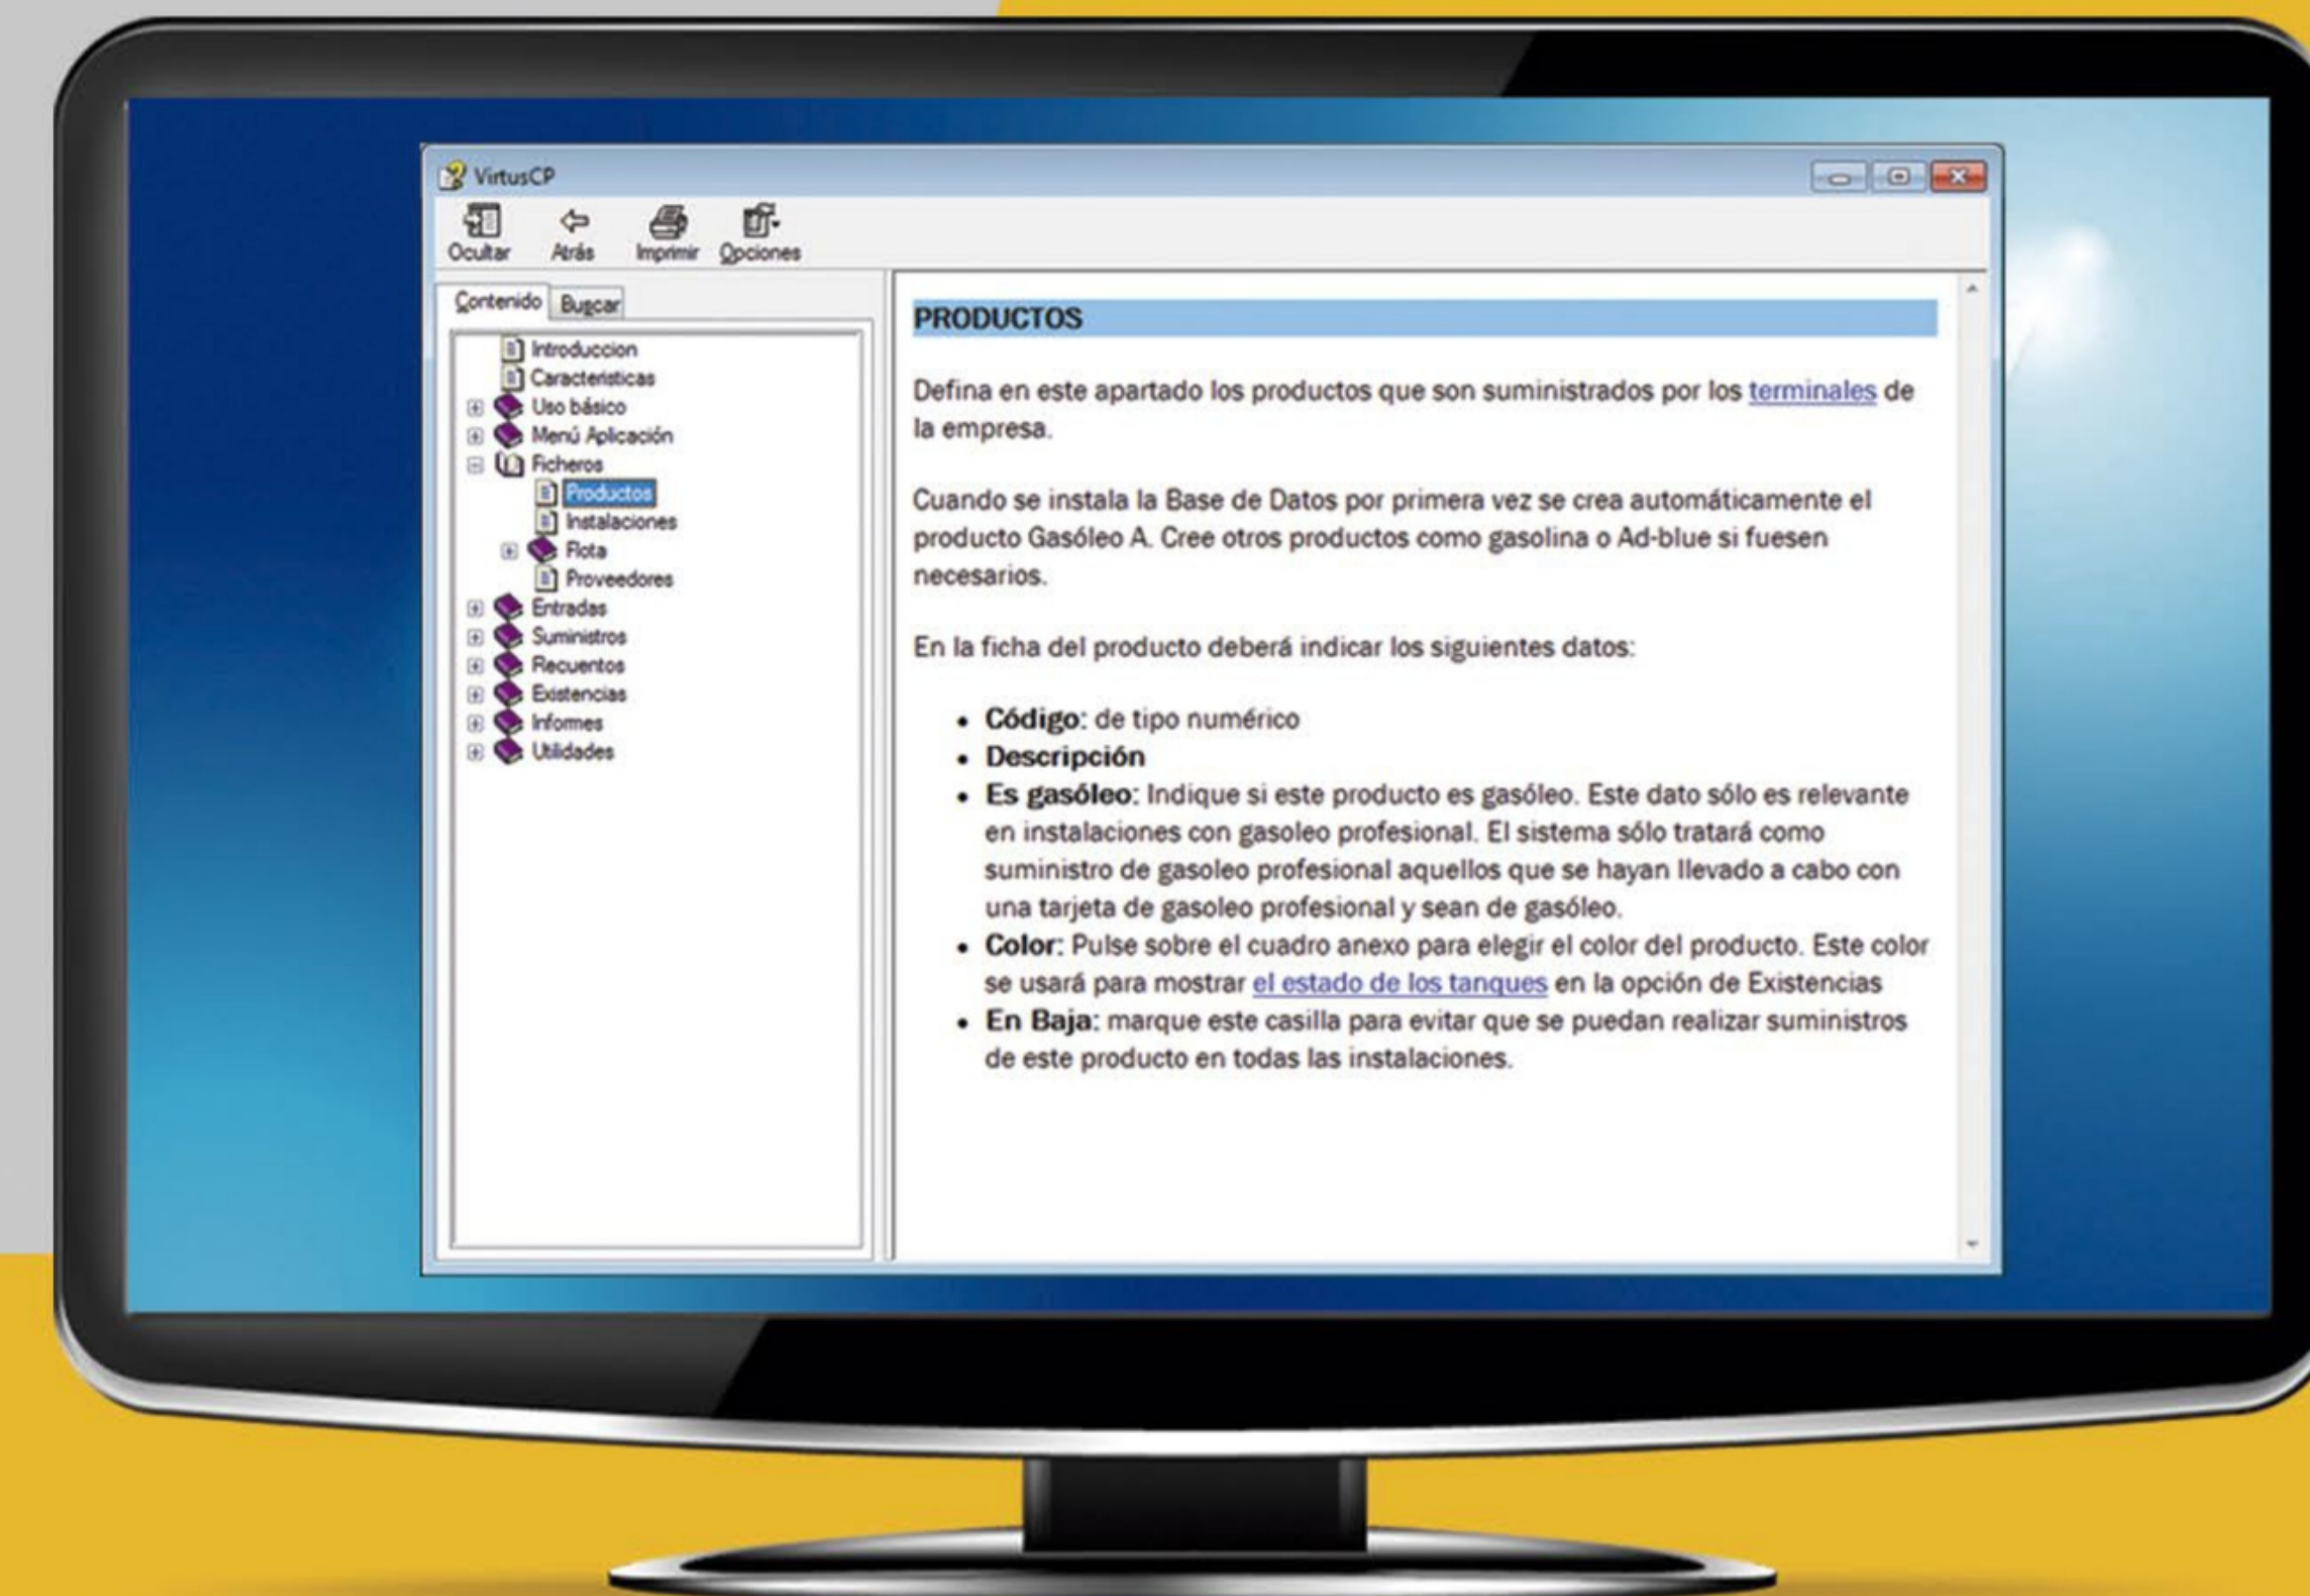 VirtusCP
Ocultar Atrás Imprimir Opciones
Contenido Buscar
Introduccion
Caracteristicas
Uso básico
Menú Aplicación
Ficheros
Productos
Instalaciones
Flota
Proveedores
Entradas
Suministros
Recuentos
Existencias
Informes
Utilidades
PRODUCTOS
Defina en este apartado los productos que son suministrados por los terminales de
la empresa.
Cuando se instala la Base de Datos por primera vez se crea automáticamente el
producto Gasóleo A. Cree otros productos como gasolina o Ad-blue si fuesen
necesarios.
En la ficha del producto deberá indicar los siguientes datos:
• Código: de tipo numérico
• Descripción
• Es gasóleo: Indique si este producto es gasóleo. Este dato sólo es relevante
en instalaciones con gasoleo profesional. El sistema sólo tratará como
suministro de gasoleo profesional aquellos que se hayan llevado a cabo con
una tarjeta de gasoleo profesional y sean de gasóleo.
• Color: Pulse sobre el cuadro anexo para elegir el color del producto. Este color
se usará para mostrar el estado de los tanques en la opción de Existencias
• En Baja: marque este casilla para evitar que se puedan realizar suministros
de este producto en todas las instalaciones.